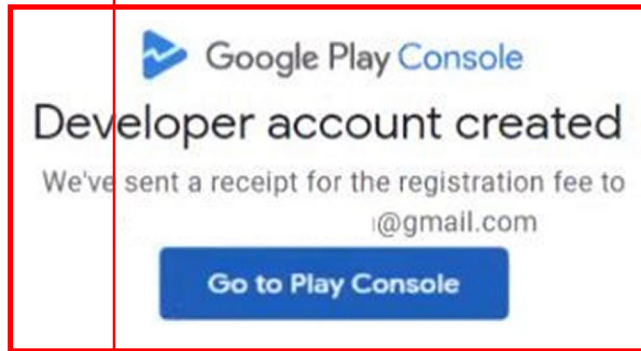 Google Play Console
Developer account created
We've sent a receipt for the registration fee to
@gmail.com
Go to Play Console